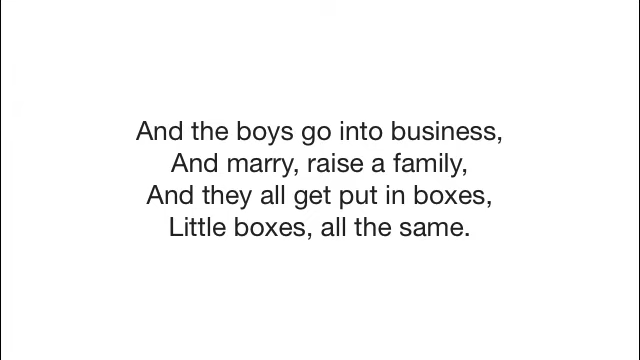 And the boys go into business,
And marry, raise a family,
And they all get put in boxes,
Little boxes, all the same.